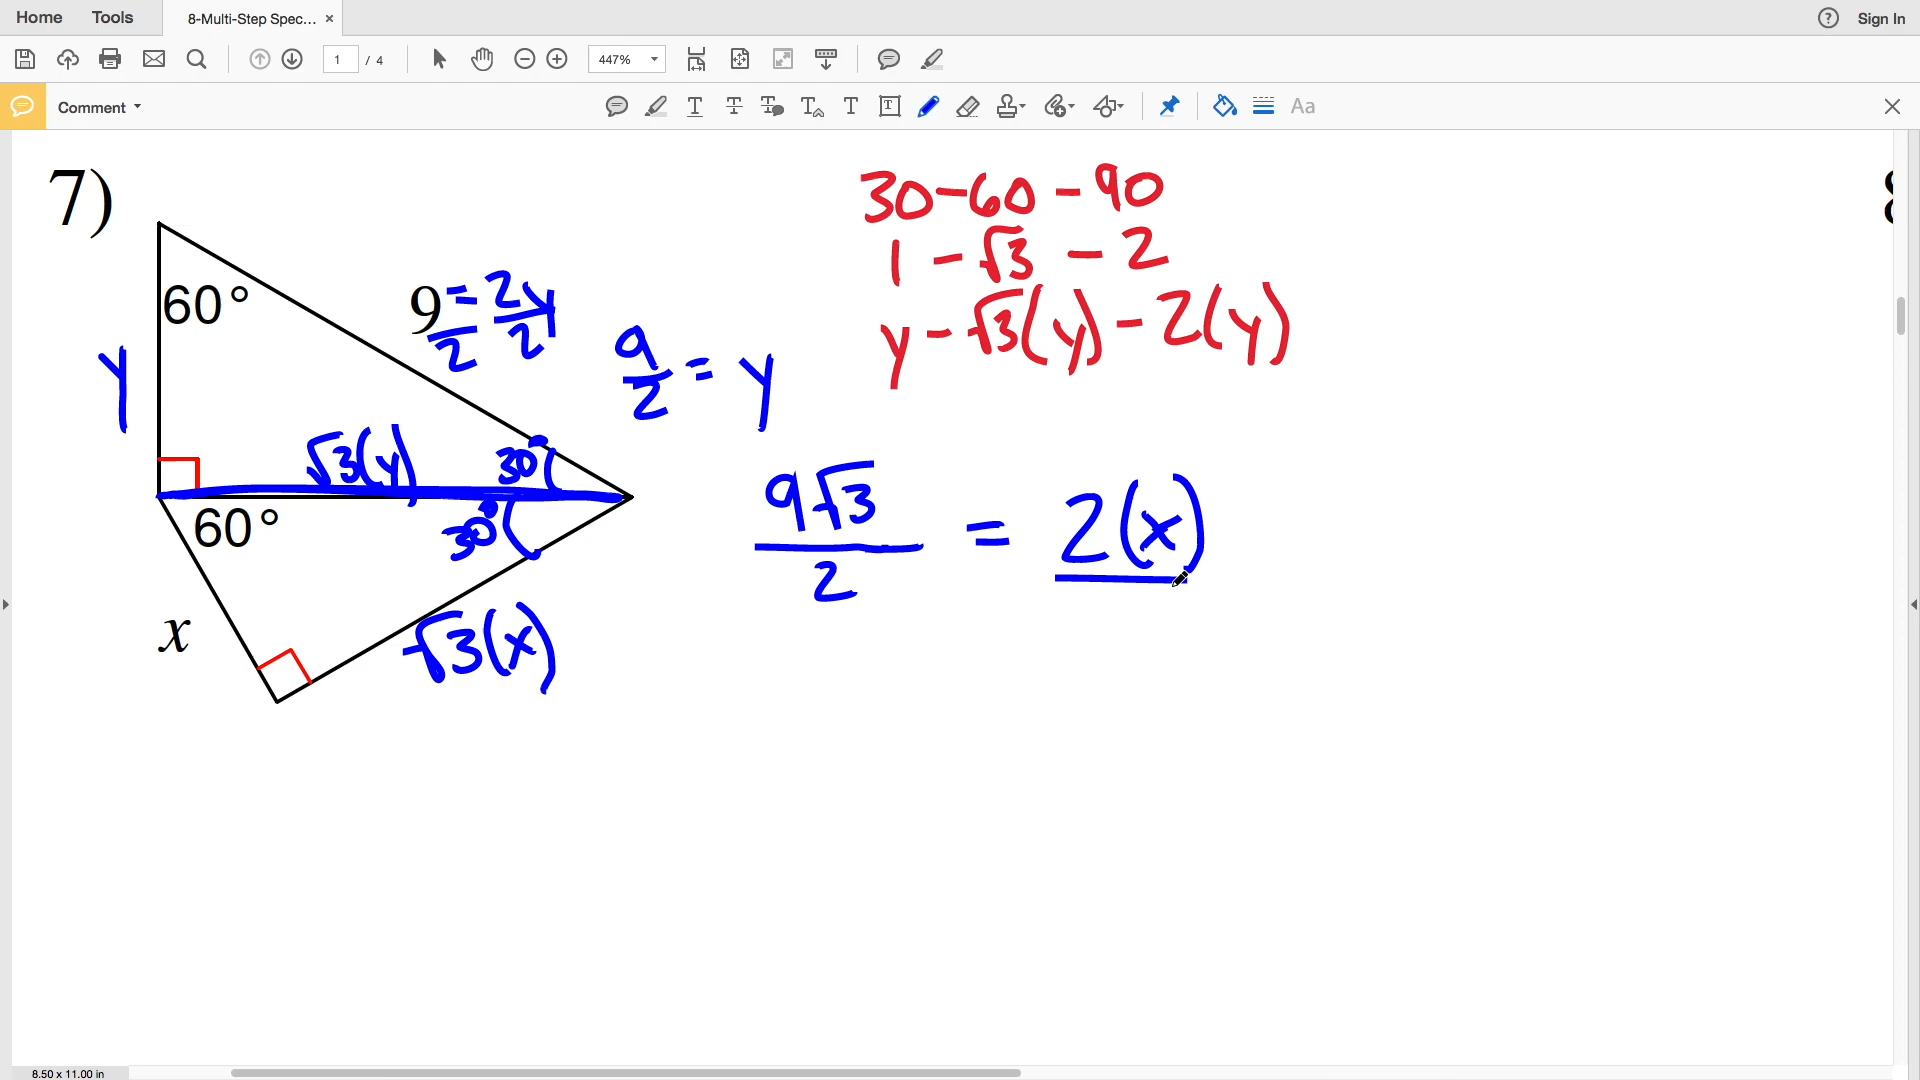 Home Tools 8-Multi-Step Spec... × ? Sign In
1 / 4 447%
Comment Aa
7)
30-60-90
1 - √3 - 2
y - √3(y) - 2(y)
60°
9 = 2y
2 2
9/2 = y
y
√3(y) 30°
60° 30°
9√3/2 = 2(x)
x
√3(x)
8.50 x 11.00 in